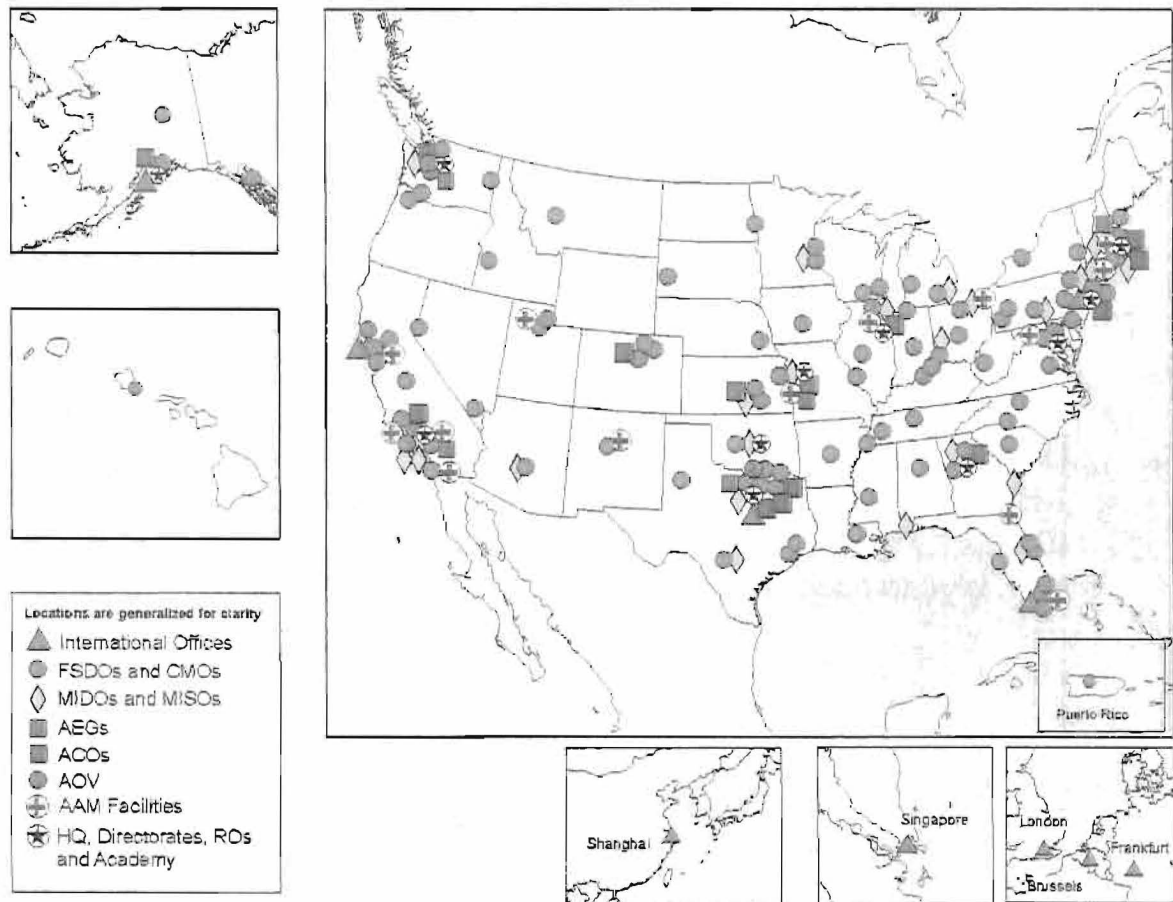 Locations are generalized for clarity
International Offices
FSDOs and CMOs
MIDOs and MISOs
AEGs
ACOs
AOV
AAM Facilities
HQ, Directorates, ROs
and Academy
Puerto Rico
Shanghai
Singapore
London
Frankfurt
Brussels